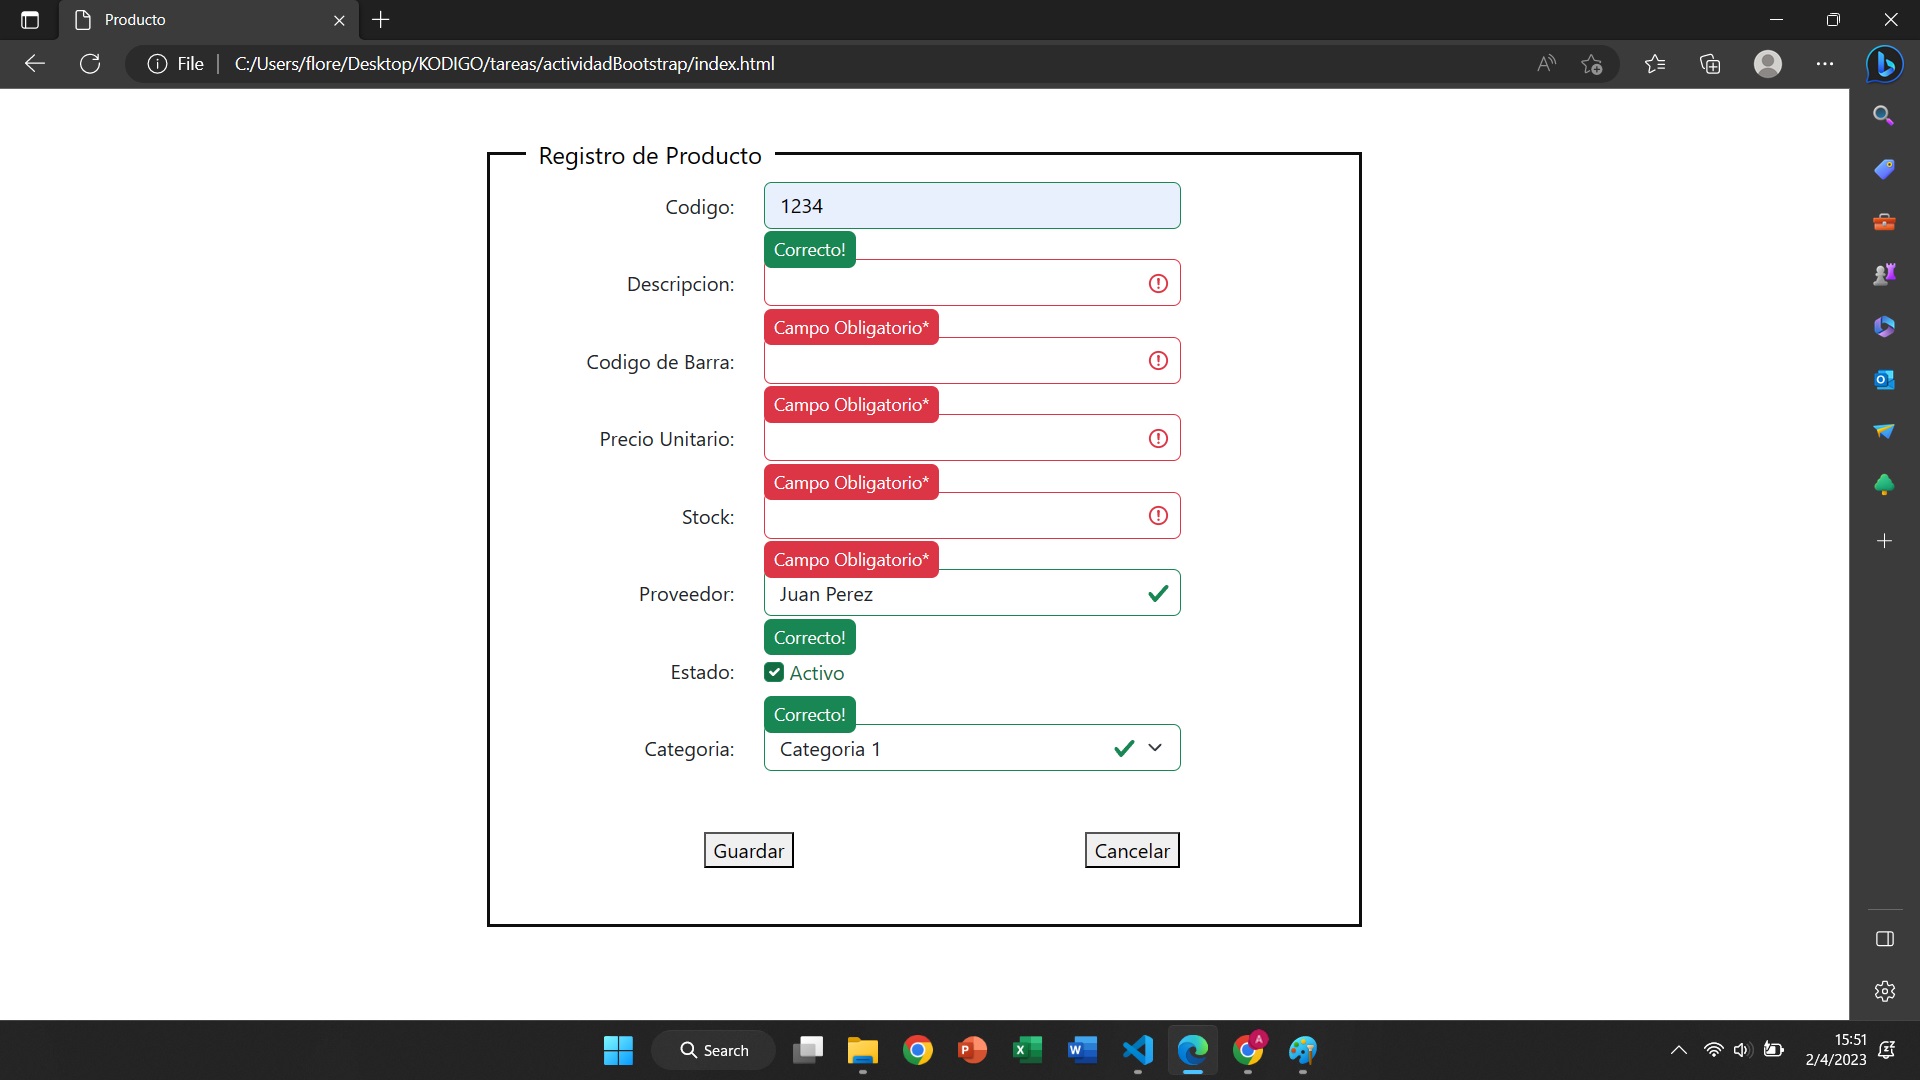 Producto
File
C:/Users/flore/Desktop/KODIGO/tareas/actividadBootstrap/index.html
Registro de Producto
Codigo: 1234
Correcto!
Descripcion:
Campo Obligatorio*
Codigo de Barra:
Campo Obligatorio*
Precio Unitario:
Campo Obligatorio*
Stock:
Campo Obligatorio*
Proveedor: Juan Perez
Correcto!
Estado: Activo
Correcto!
Categoria: Categoria 1
Guardar Cancelar
Search
15:51
2/4/2023